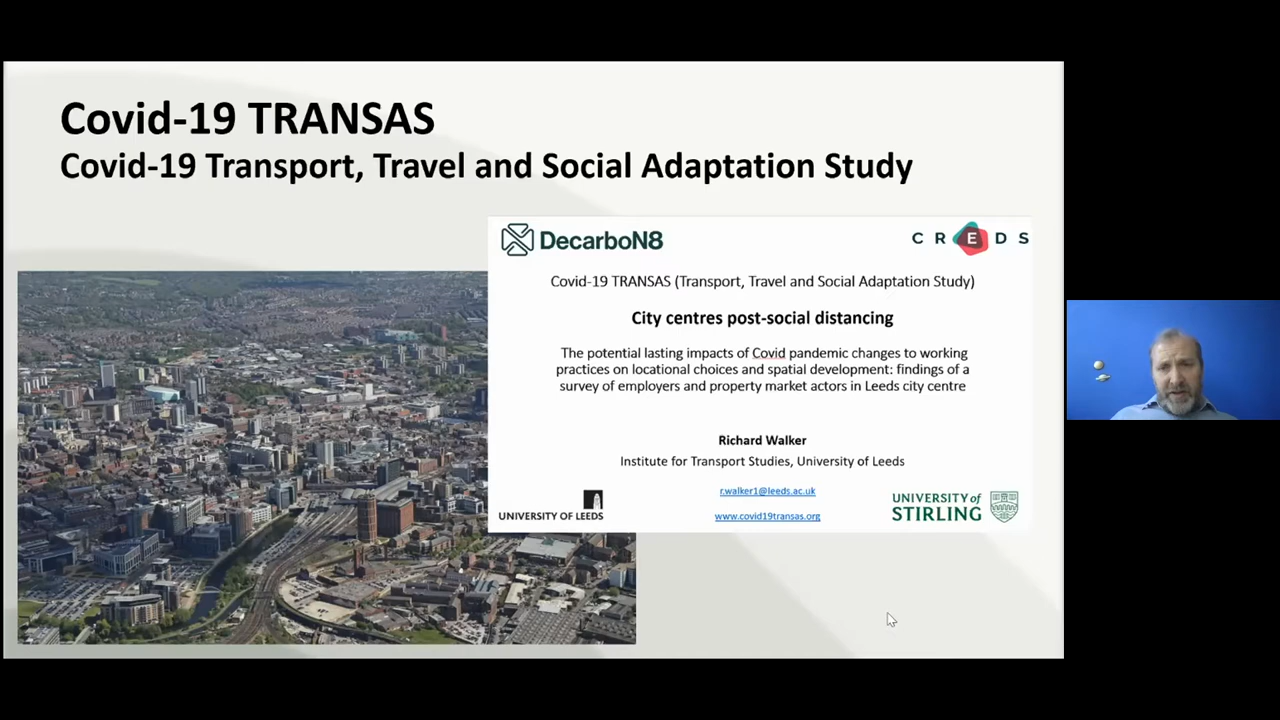 Covid-19 TRANSAS
Covid-19 Transport, Travel and Social Adaptation Study
DecarboN8
CREDS
Covid-19 TRANSAS (Transport, Travel and Social Adaptation Study)
City centres post-social distancing
The potential lasting impacts of Covid pandemic changes to working
practices on locational choices and spatial development: findings of a
survey of employers and property market actors in Leeds city centre
Richard Walker
Institute for Transport Studies, University of Leeds
r.walker1@leeds.ac.uk
www.covid19transas.org
UNIVERSITY OF LEEDS
UNIVERSITY of
STIRLING